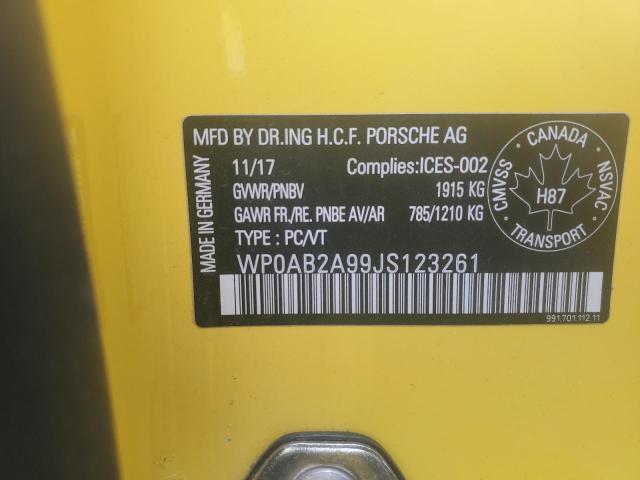 MFD BY DR.ING H.C.F. PORSCHE AG
MADE IN GERMANY
11/17 Complies:ICES-002
GVWR/PNBV 1915 KG
GAWR FR./RE. PNBE AV/AR 785/1210 KG
TYPE : PC/VT
WP0AB2A99JS123261
991.701.112.11
CANADA
CMVSS
NSVAC
H87
TRANSPORT